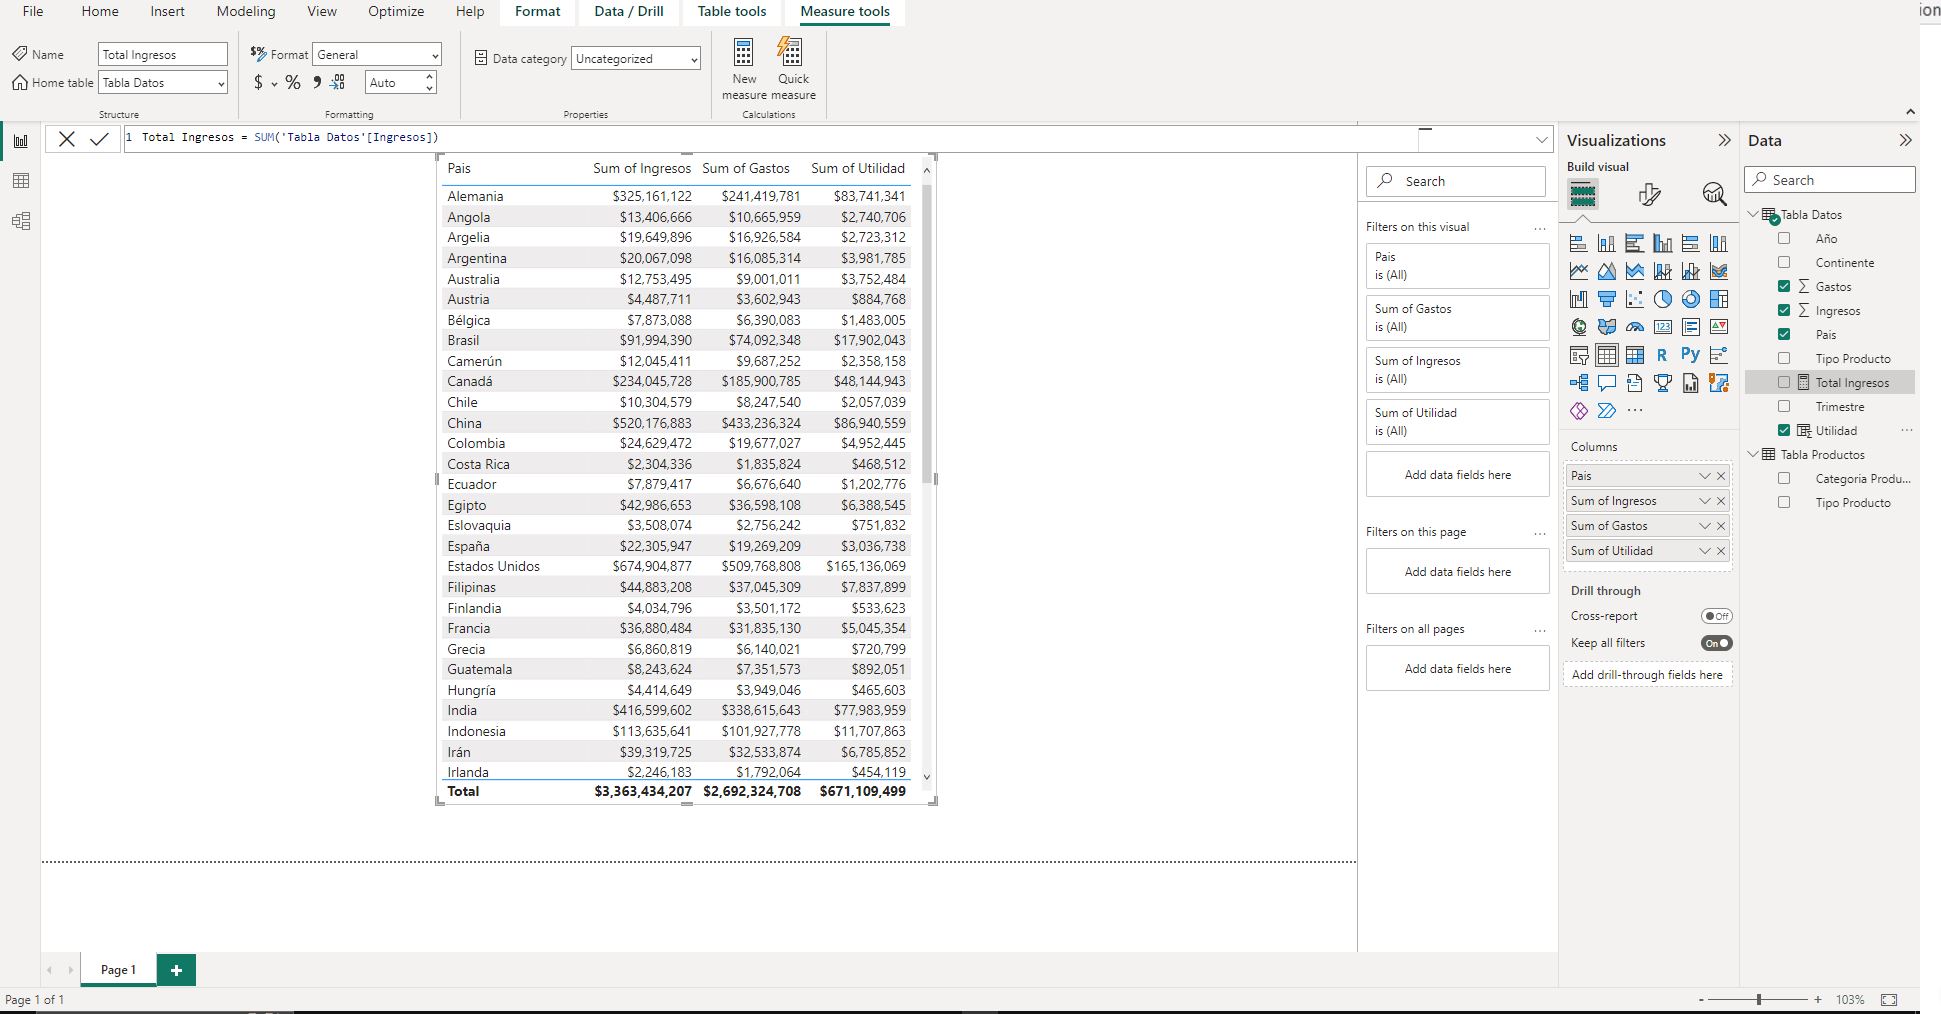 File Home Insert Modeling View Optimize Help Format Data / Drill Table tools Measure tools
Name Total Ingresos
Home table Tabla Datos
Structure
$% Format General
$ % , Auto
Formatting
Data category Uncategorized
Properties
New measure
Quick measure
Calculations
1 Total Ingresos = SUM('Tabla Datos'[Ingresos])
Pais Sum of Ingresos Sum of Gastos Sum of Utilidad
Alemania $325,161,122 $241,419,781 $83,741,341
Angola $13,406,666 $10,665,959 $2,740,706
Argelia $19,649,896 $16,926,584 $2,723,312
Argentina $20,067,098 $16,085,314 $3,981,785
Australia $12,753,495 $9,001,011 $3,752,484
Austria $4,487,711 $3,602,943 $884,768
Bélgica $7,873,088 $6,390,083 $1,483,005
Brasil $91,994,390 $74,092,348 $17,902,043
Camerún $12,045,411 $9,687,252 $2,358,158
Canadá $234,045,728 $185,900,785 $48,144,943
Chile $10,304,579 $8,247,540 $2,057,039
China $520,176,883 $433,236,324 $86,940,559
Colombia $24,629,472 $19,677,027 $4,952,445
Costa Rica $2,304,336 $1,835,824 $468,512
Ecuador $7,879,417 $6,676,640 $1,202,776
Egipto $42,986,653 $36,598,108 $6,388,545
Eslovaquia $3,508,074 $2,756,242 $751,832
España $22,305,947 $19,269,209 $3,036,738
Estados Unidos $674,904,877 $509,768,808 $165,136,069
Filipinas $44,883,208 $37,045,309 $7,837,899
Finlandia $4,034,796 $3,501,172 $533,623
Francia $36,880,484 $31,835,130 $5,045,354
Grecia $6,860,819 $6,140,021 $720,799
Guatemala $8,243,624 $7,351,573 $892,051
Hungría $4,414,649 $3,949,046 $465,603
India $416,599,602 $338,615,643 $77,983,959
Indonesia $113,635,641 $101,927,778 $11,707,863
Irán $39,319,725 $32,533,874 $6,785,852
Irlanda $2,246,183 $1,792,064 $454,119
Total $3,363,434,207 $2,692,324,708 $671,109,499
Search
Filters on this visual ...
Pais
is (All)
Sum of Gastos
is (All)
Sum of Ingresos
is (All)
Sum of Utilidad
is (All)
Add data fields here
Filters on this page ...
Add data fields here
Filters on all pages ...
Add data fields here
Visualizations
Build visual
123
R Py
...
Columns
Pais
Sum of Ingresos
Sum of Gastos
Sum of Utilidad
Drill through
Cross-report Off
Keep all filters On
Add drill-through fields here
Data
Search
Tabla Datos
Año
Continente
∑ Gastos
∑ Ingresos
Pais
Tipo Producto
Total Ingresos
Trimestre
Utilidad ...
Tabla Productos
Categoria Produ...
Tipo Producto
ion
Page 1 +
Page 1 of 1
- + 103%